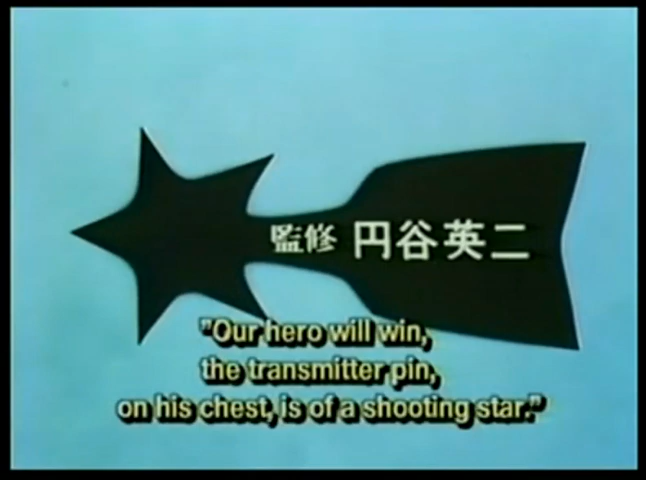 監修 円谷英二
"Our hero will win,
the transmitter pin,
on his chest, is of a shooting star."